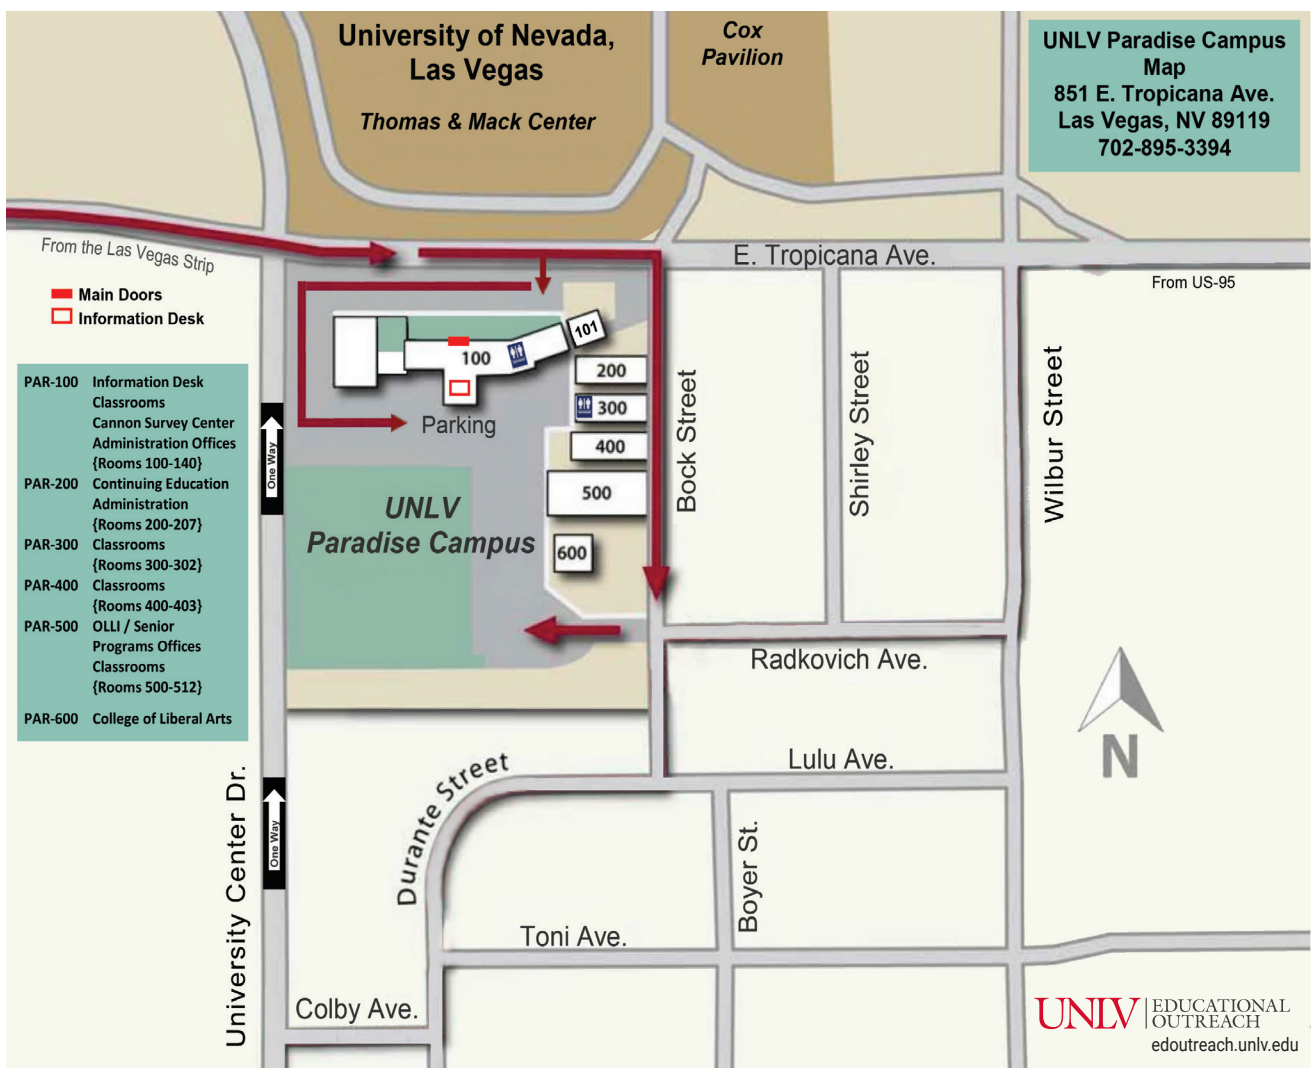 University of Nevada,
Las Vegas
Thomas & Mack Center
Cox
Pavilion
UNLV Paradise Campus
Map
851 E. Tropicana Ave.
Las Vegas, NV 89119
702-895-3394
From the Las Vegas Strip
E. Tropicana Ave.
From US-95
Main Doors
Information Desk
PAR-100 Information Desk
Classrooms
Cannon Survey Center
Administration Offices
{Rooms 100-140}
PAR-200 Continuing Education
Administration
{Rooms 200-207}
PAR-300 Classrooms
{Rooms 300-302}
PAR-400 Classrooms
{Rooms 400-403}
PAR-500 OLLI / Senior
Programs Offices
Classrooms
{Rooms 500-512}
PAR-600 College of Liberal Arts
100
101
200
300
400
500
600
Parking
UNLV
Paradise Campus
One Way
One Way
Bock Street
Shirley Street
Wilbur Street
Radkovich Ave.
N
Lulu Ave.
Durante Street
University Center Dr.
Boyer St.
Toni Ave.
Colby Ave.
UNLV
EDUCATIONAL
OUTREACH
edoutreach.unlv.edu